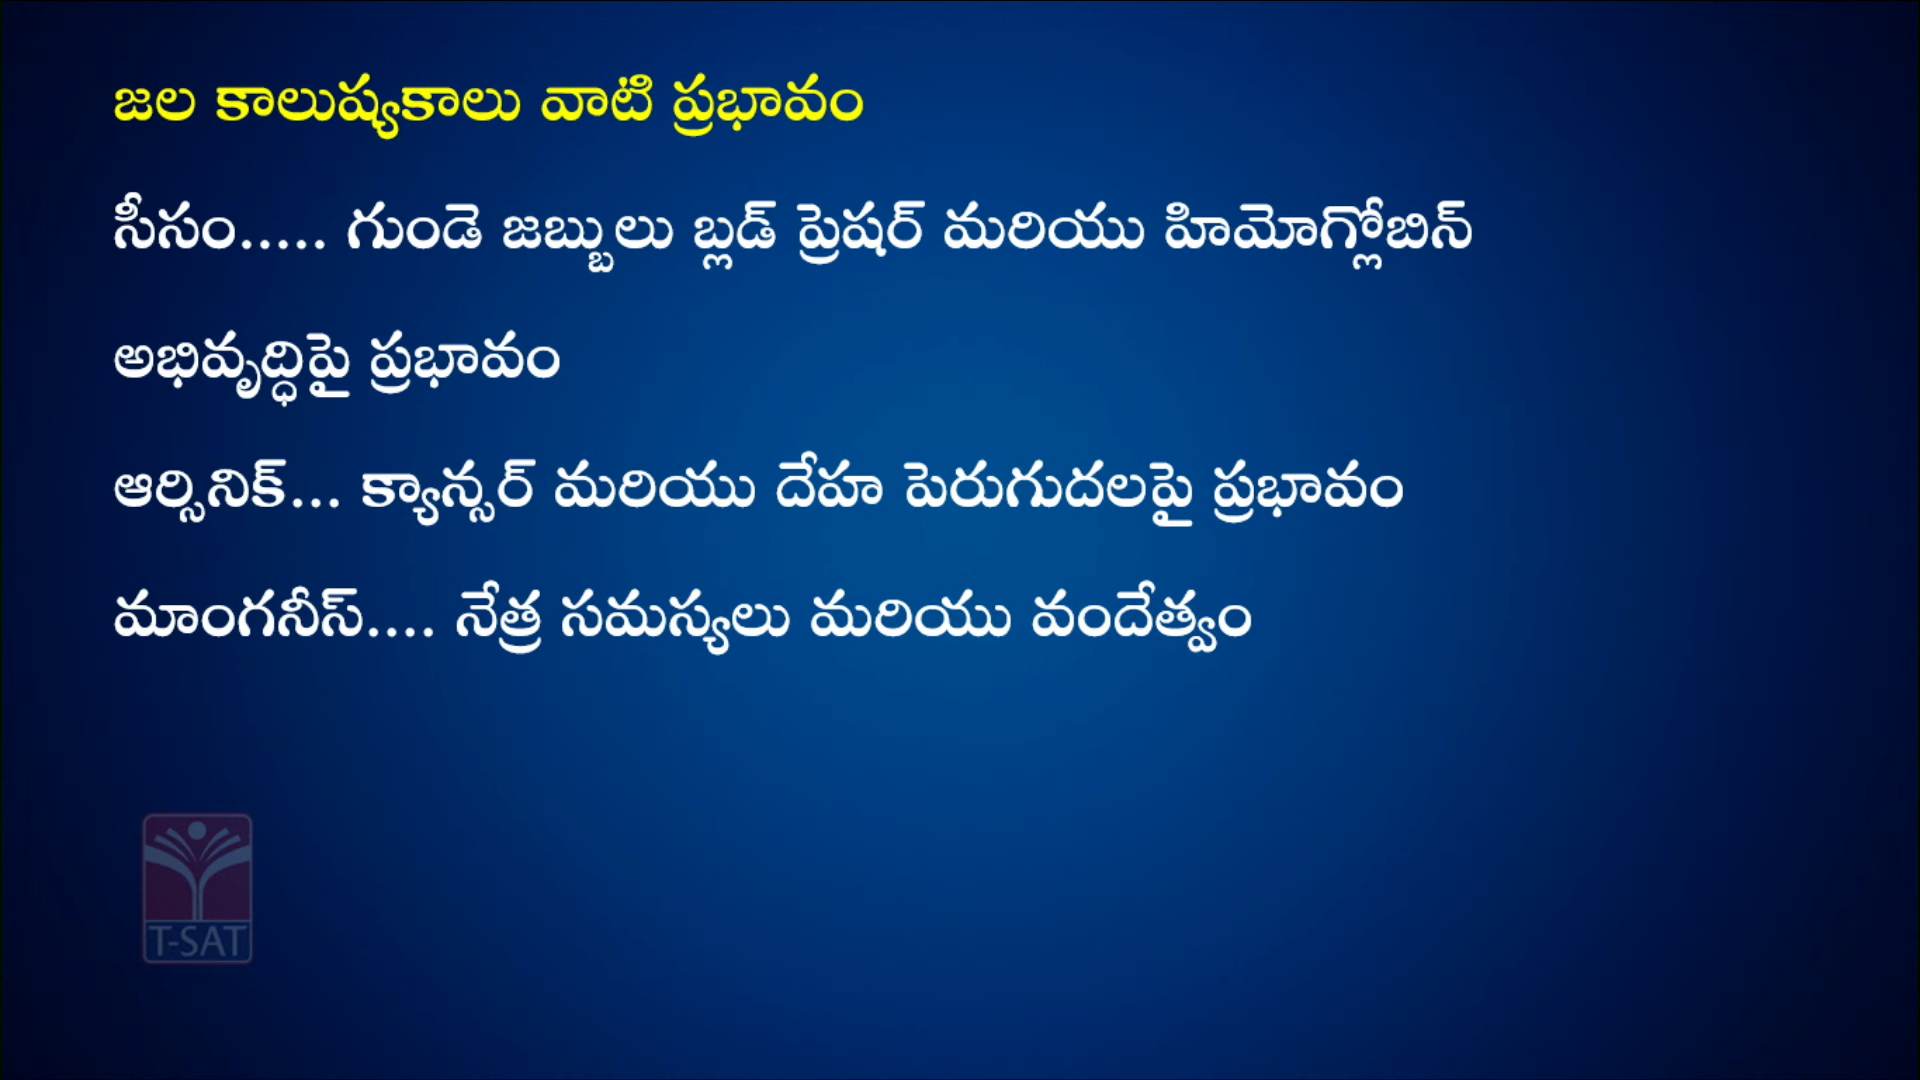 జల కాలుష్యకాలు వాటి ప్రభావం
సీసం..... గుండె జబ్బులు బ్లడ్ ప్రెషర్ మరియు హిమోగ్లోబిన్
అభివృద్ధిపై ప్రభావం
ఆర్సినిక్... క్యాన్సర్ మరియు దేహ పెరుగుదలపై ప్రభావం
మాంగనీస్.... నేత్ర సమస్యలు మరియు వందేత్వం
T-SAT